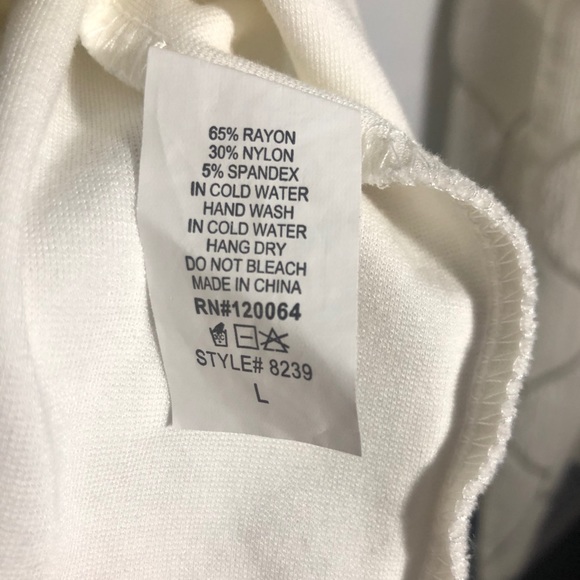 65% RAYON
30% NYLON
5% SPANDEX
IN COLD WATER
HAND WASH
IN COLD WATER
HANG DRY
DO NOT BLEACH
MADE IN CHINA
RN#120064
STYLE# 8239
L